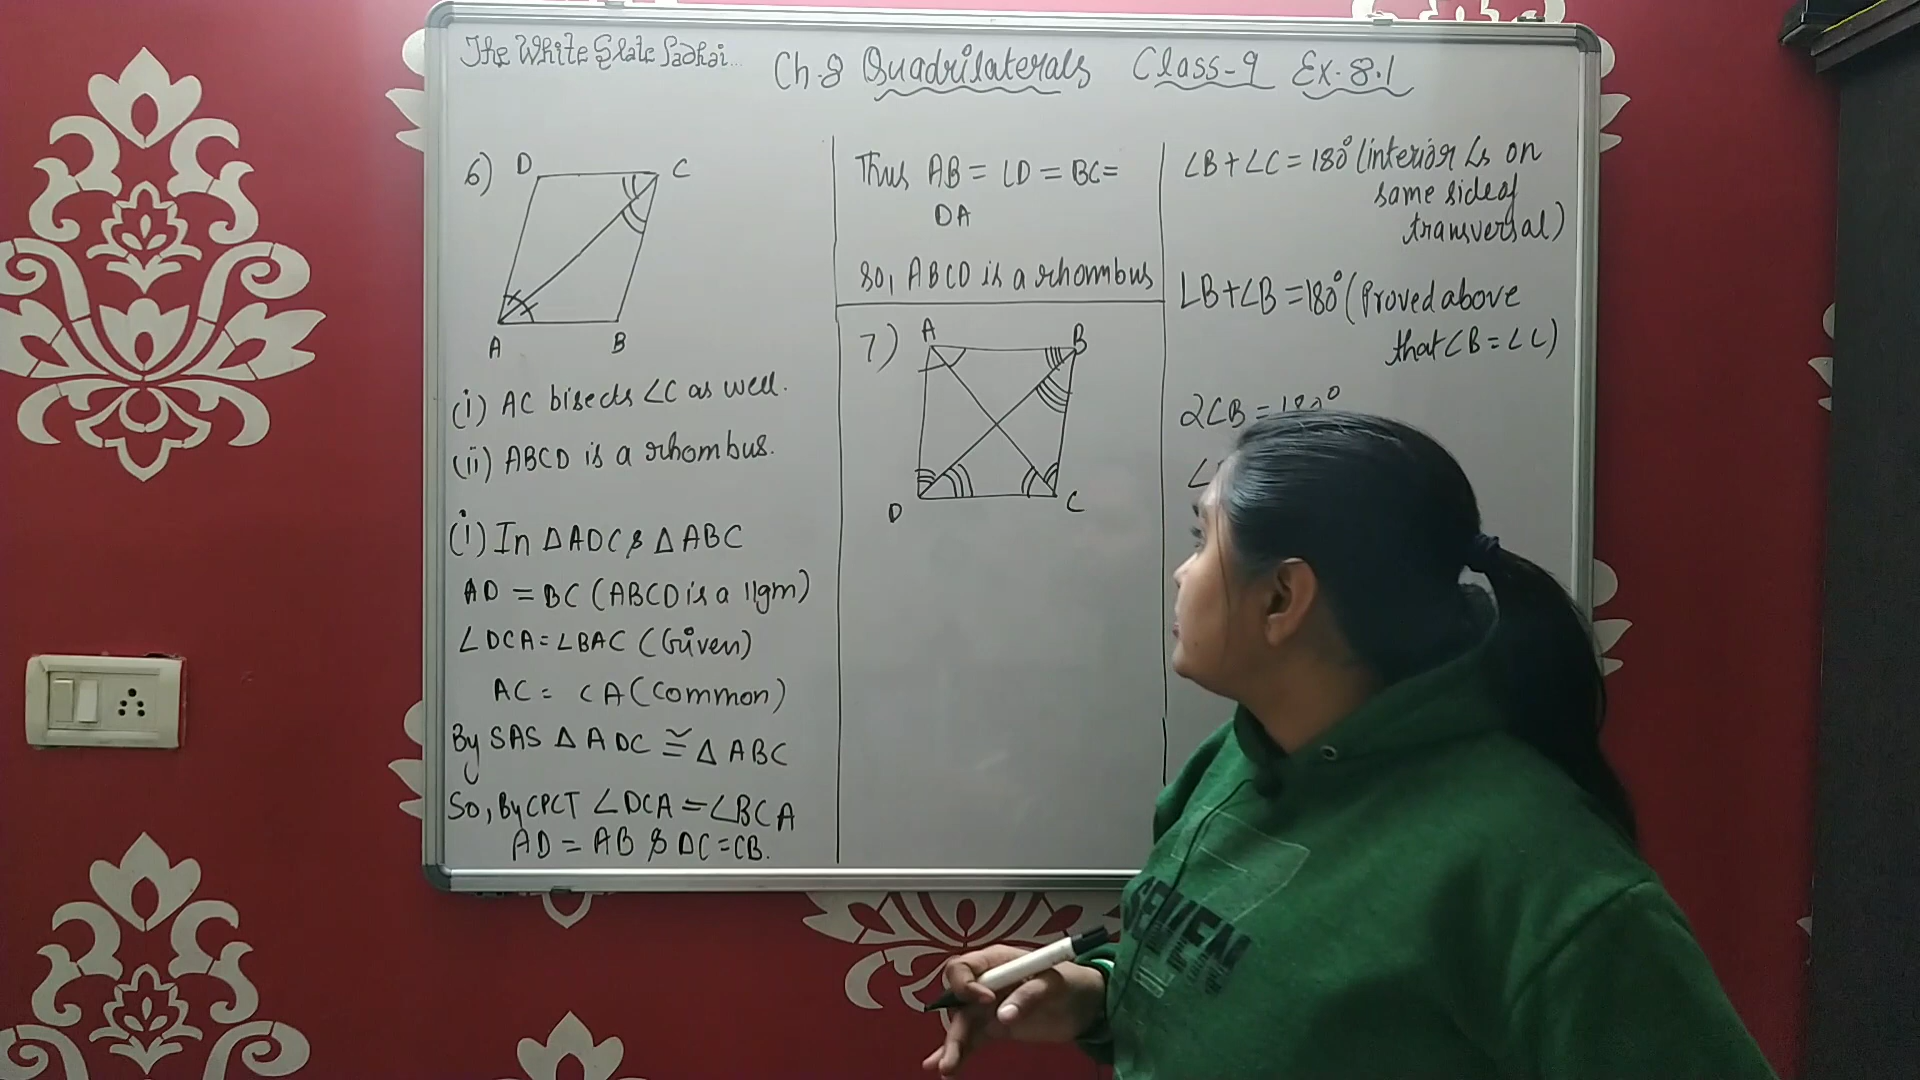 The White Slate Padhai...
Ch.8 Quadrilaterals Class-9 Ex.8.1
6)
D C
A B
(i) AC bisects ∠C as well.
(ii) ABCD is a rhombus.
(i) In △ADC & △ABC
AD = BC (ABCD is a ||gm)
∠DCA = ∠BAC (Given)
AC = CA (Common)
By SAS △ADC ≅ △ABC
So, By CPCT ∠DCA = ∠BCA
AD = AB & DC = CB.
Thus AB = CD = BC =
DA
So, ABCD is a rhombus
7)
A B
D C
∠B + ∠C = 180° (interior ∠s on
same side of
transversal)
∠B + ∠B = 180° (Proved above
that ∠B = ∠C)
2∠B = 180°